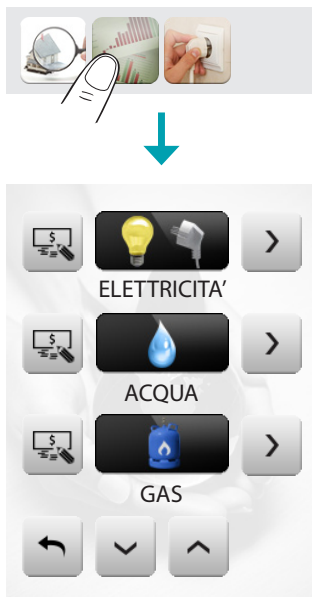 $
ELETTRICITA’
$
ACQUA
$
GAS